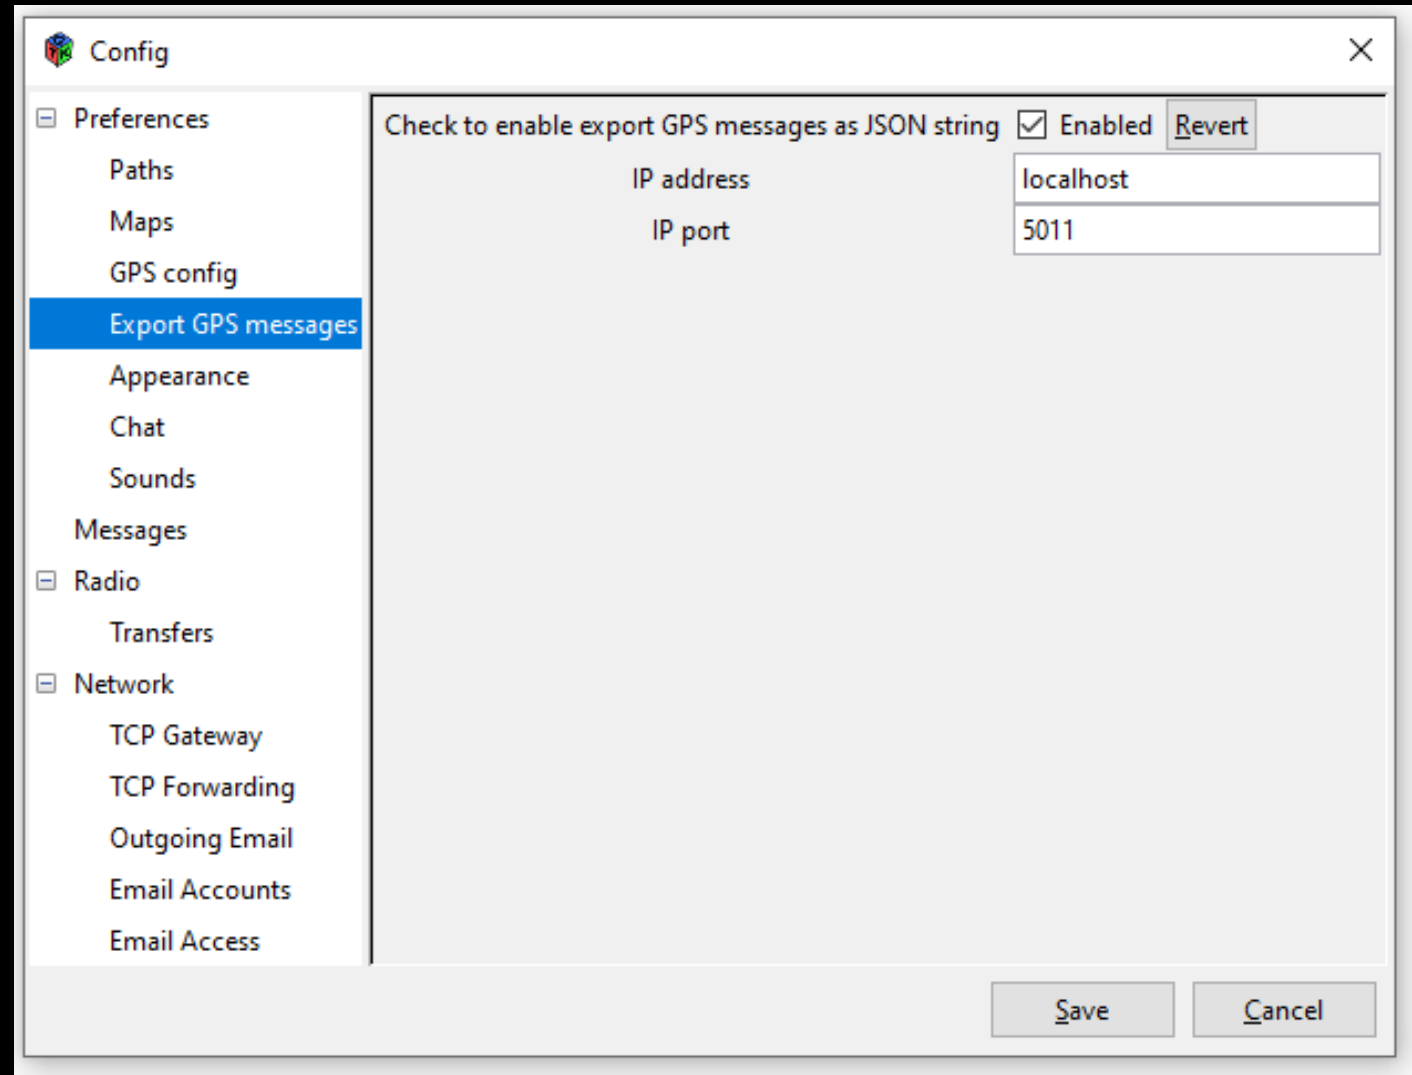 Config
Preferences
Paths
Maps
GPS config
Export GPS messages
Appearance
Chat
Sounds
Messages
Radio
Transfers
Network
TCP Gateway
TCP Forwarding
Outgoing Email
Email Accounts
Email Access
Check to enable export GPS messages as JSON string Enabled Revert
IP address localhost
IP port 5011
Save Cancel